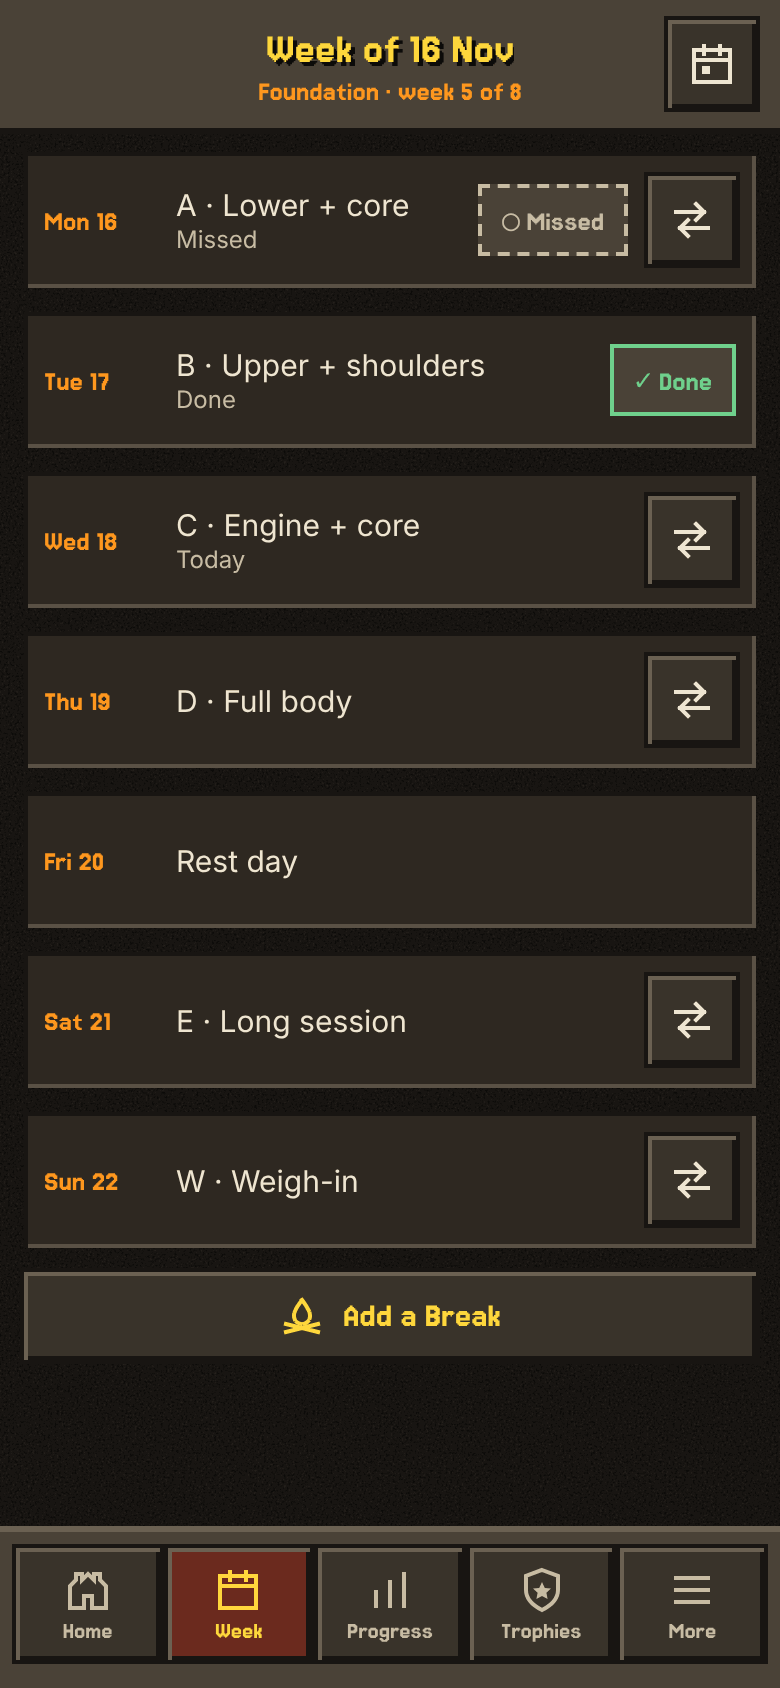 Week of 16 Nov
Foundation · week 5 of 8
Mon 16
A · Lower + core
Missed
○ Missed
Tue 17
B · Upper + shoulders
Done
✓ Done
Wed 18
C · Engine + core
Today
Thu 19
D · Full body
Fri 20
Rest day
Sat 21
E · Long session
Sun 22
W · Weigh-in
Add a Break
Home
Week
Progress
Trophies
More